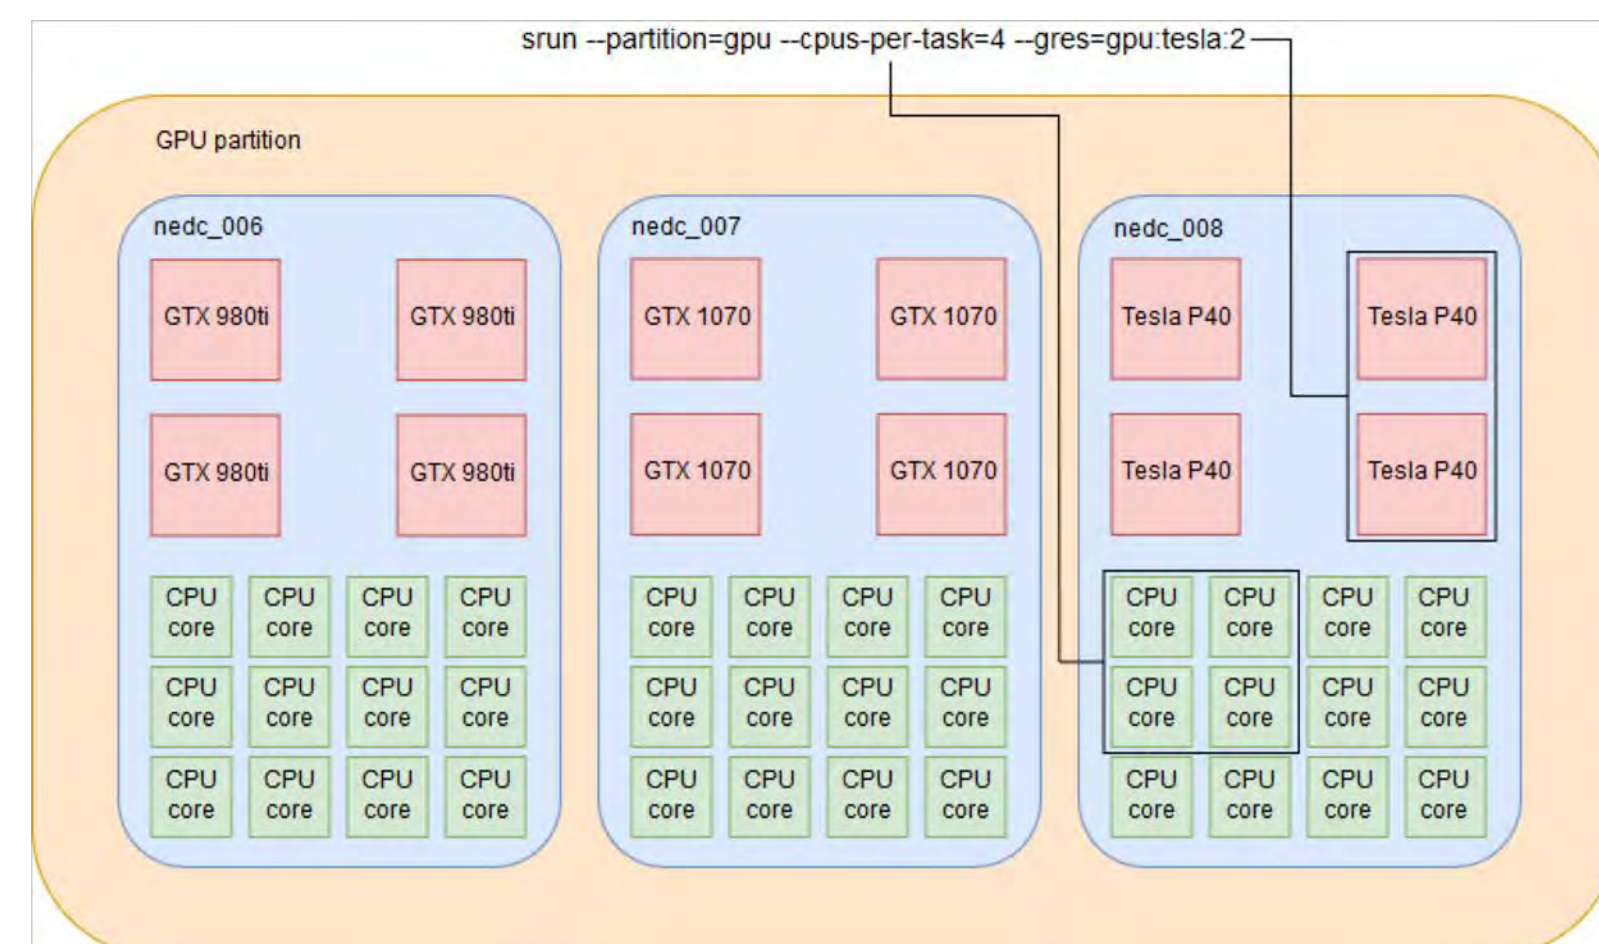 srun --partition=gpu --cpus-per-task=4 --gres=gpu:tesla:2
GPU partition
nedc_006
GTX 980ti
GTX 980ti
GTX 980ti
GTX 980ti
CPU core
CPU core
CPU core
CPU core
CPU core
CPU core
CPU core
CPU core
CPU core
CPU core
CPU core
CPU core
nedc_007
GTX 1070
GTX 1070
GTX 1070
GTX 1070
CPU core
CPU core
CPU core
CPU core
CPU core
CPU core
CPU core
CPU core
CPU core
CPU core
CPU core
CPU core
nedc_008
Tesla P40
Tesla P40
Tesla P40
Tesla P40
CPU core
CPU core
CPU core
CPU core
CPU core
CPU core
CPU core
CPU core
CPU core
CPU core
CPU core
CPU core